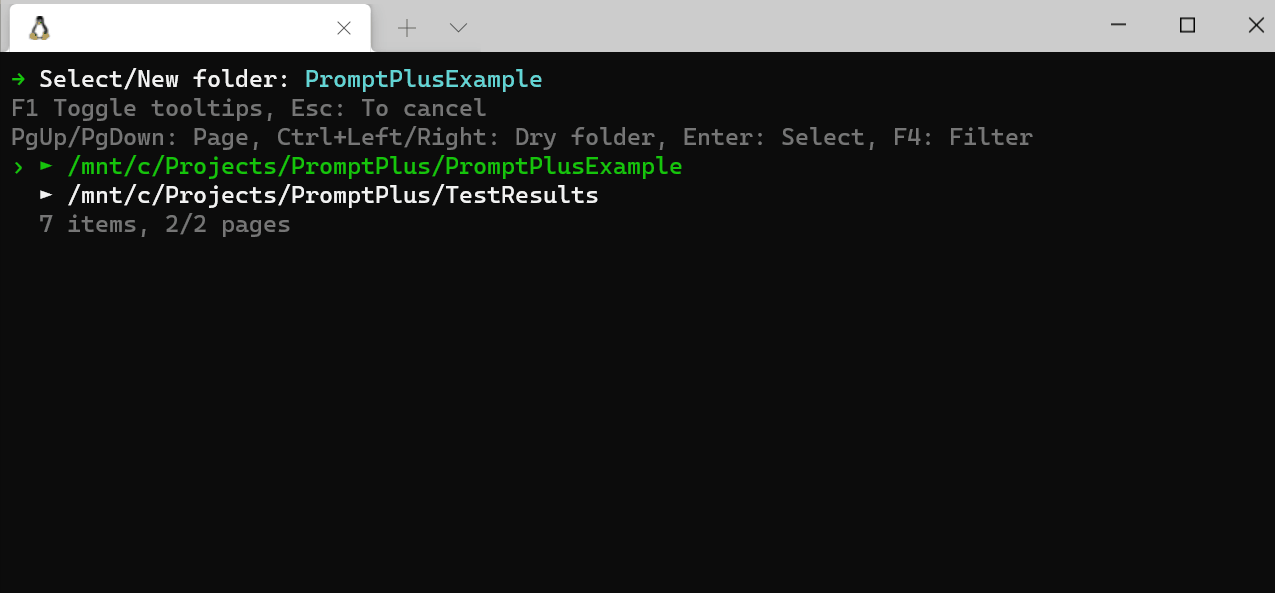 → Select/New folder: PromptPlusExample
F1 Toggle tooltips, Esc: To cancel
PgUp/PgDown: Page, Ctrl+Left/Right: Dry folder, Enter: Select, F4: Filter
› ► /mnt/c/Projects/PromptPlus/PromptPlusExample
► /mnt/c/Projects/PromptPlus/TestResults
7 items, 2/2 pages